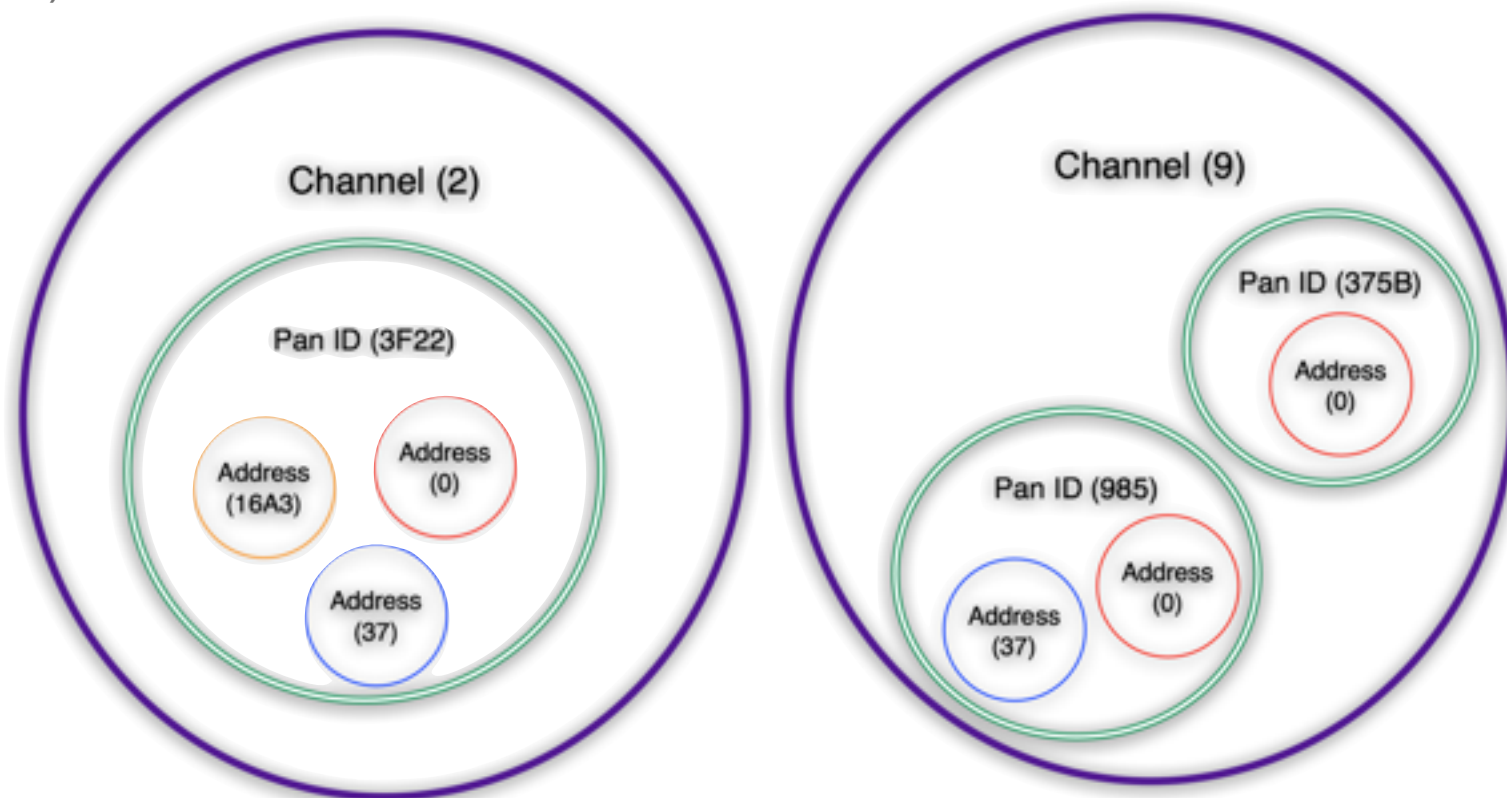 Channel (2)
Pan ID (3F22)
Address
(16A3)
Address
(0)
Address
(37)
Channel (9)
Pan ID (375B)
Address
(0)
Pan ID (985)
Address
(37)
Address
(0)